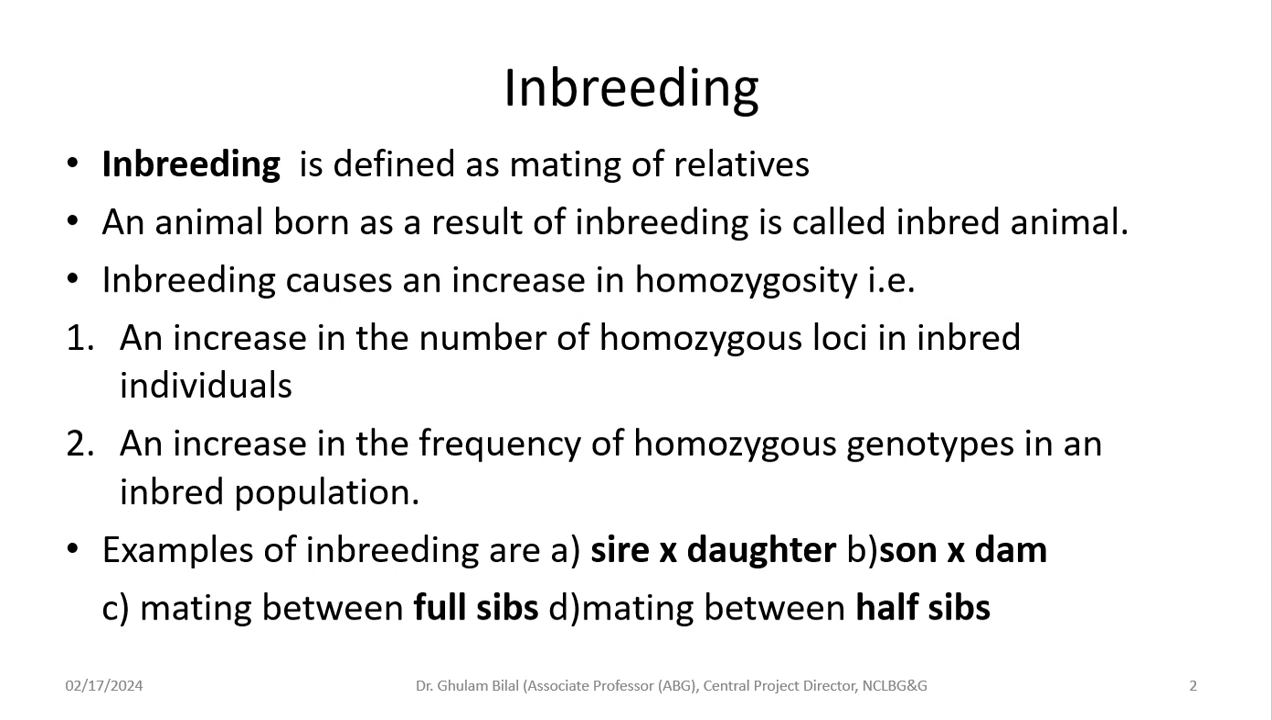 Inbreeding
• Inbreeding is defined as mating of relatives
• An animal born as a result of inbreeding is called inbred animal.
• Inbreeding causes an increase in homozygosity i.e.
1. An increase in the number of homozygous loci in inbred
individuals
2. An increase in the frequency of homozygous genotypes in an
inbred population.
• Examples of inbreeding are a) sire x daughter b)son x dam
c) mating between full sibs d)mating between half sibs
02/17/2024 Dr. Ghulam Bilal (Associate Professor (ABG), Central Project Director, NCLBG&G 2